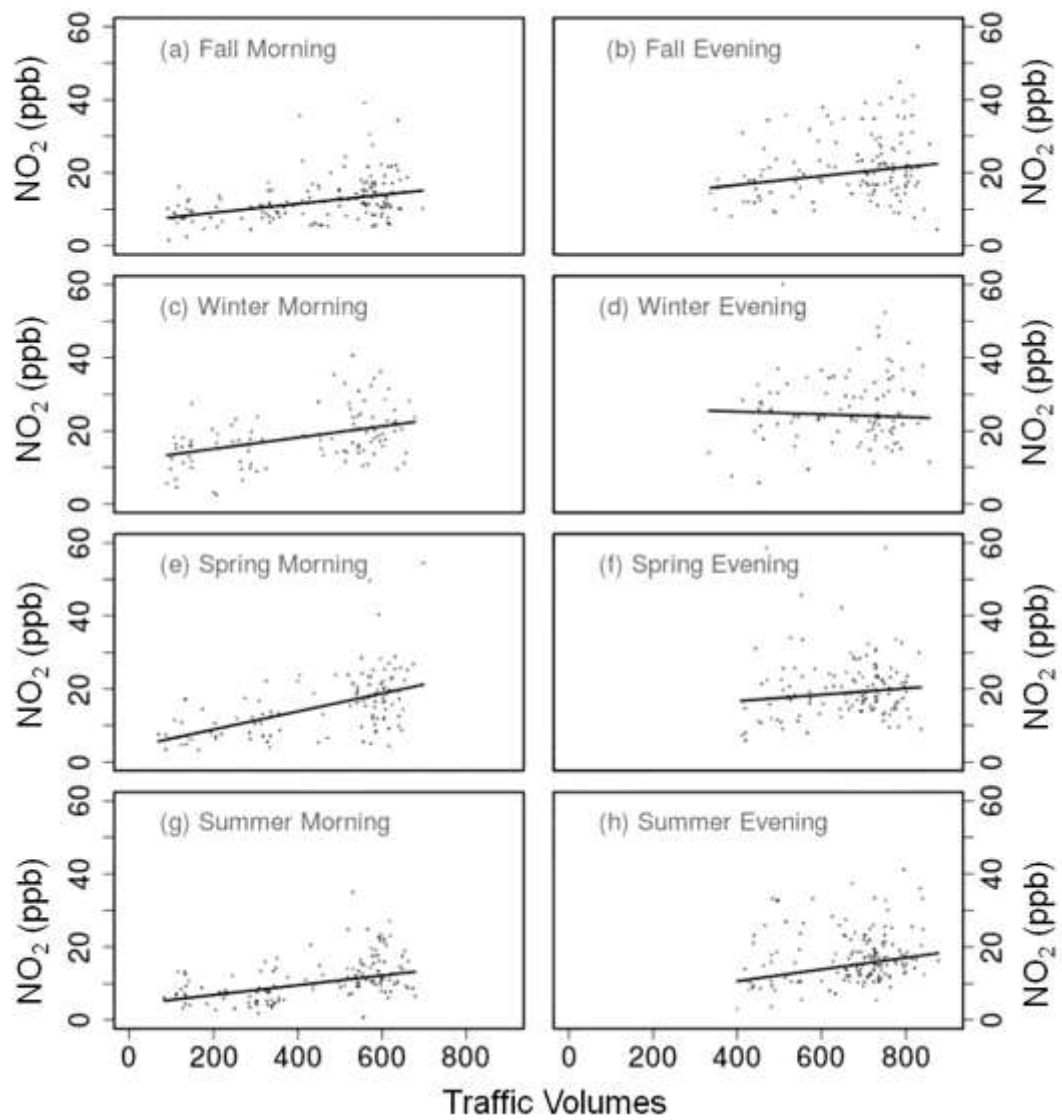 (a) Fall Morning
(b) Fall Evening
NO₂ (ppb)
0 20 40 60
NO₂ (ppb)
0 20 40 60
(c) Winter Morning
(d) Winter Evening
NO₂ (ppb)
0 20 40 60
NO₂ (ppb)
0 20 40 60
(e) Spring Morning
(f) Spring Evening
NO₂ (ppb)
0 20 40 60
NO₂ (ppb)
0 20 40 60
(g) Summer Morning
(h) Summer Evening
NO₂ (ppb)
0 20 40 60
NO₂ (ppb)
0 20 40 60
0 200 400 600 800
0 200 400 600 800
Traffic Volumes